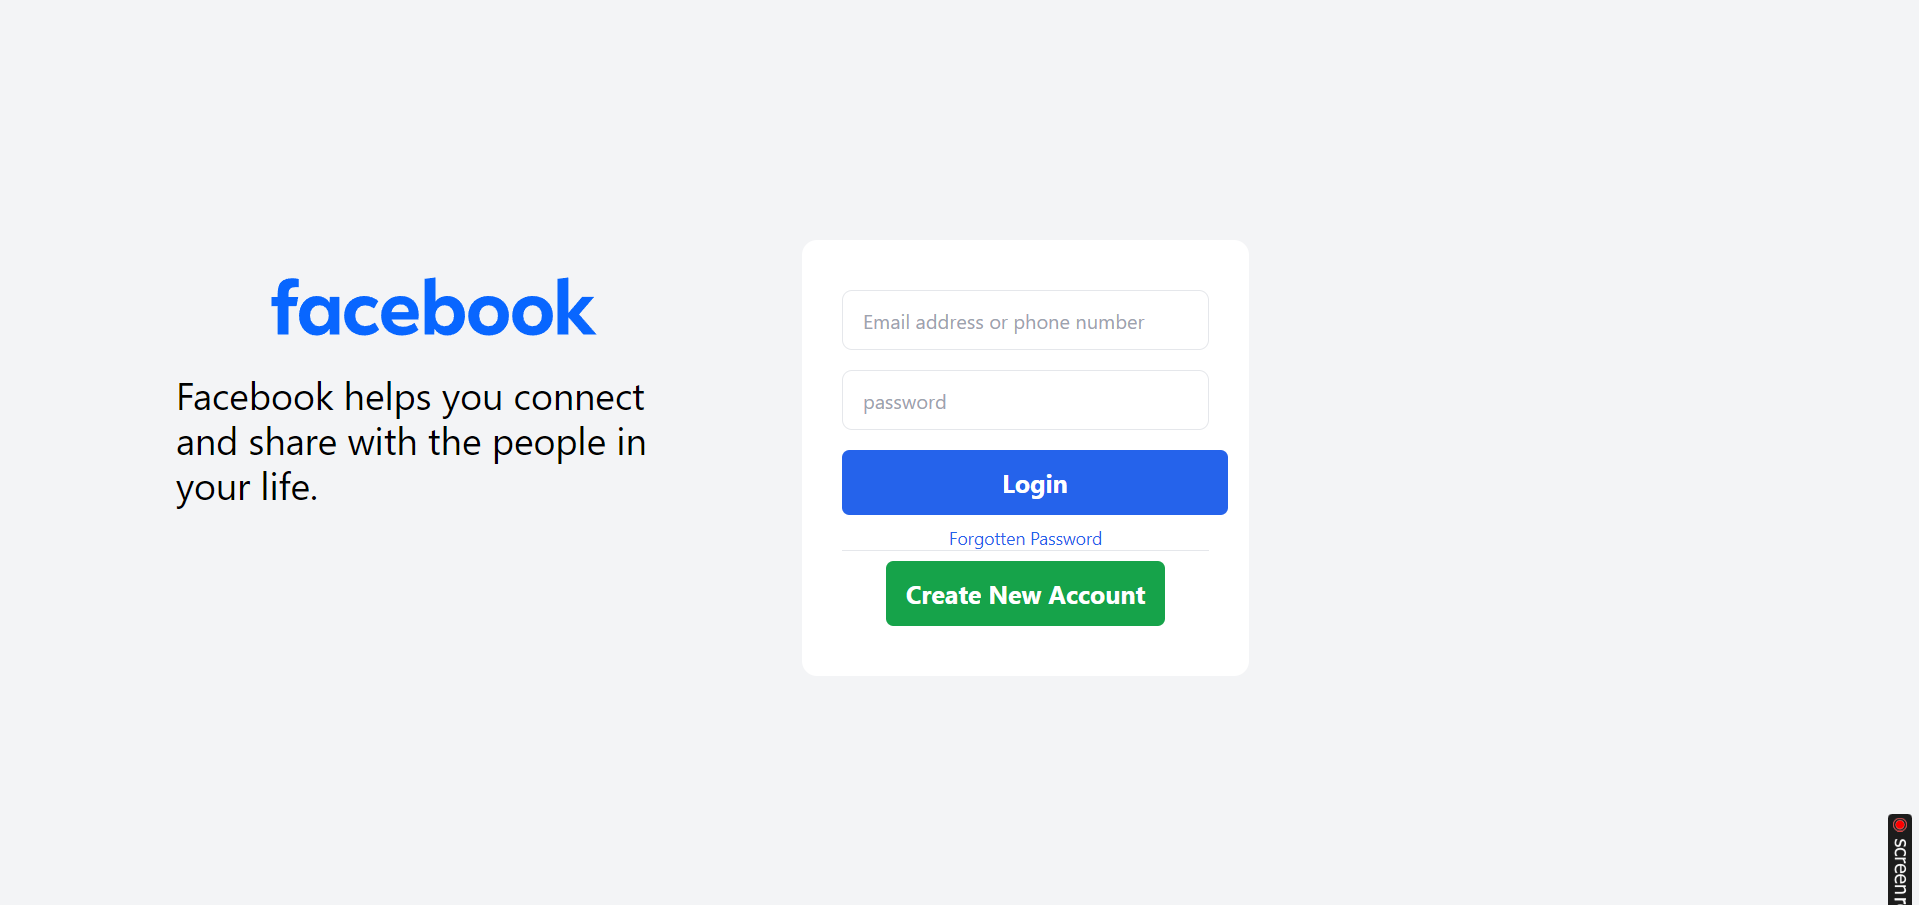 facebook
Facebook helps you connect
and share with the people in
your life.
Email address or phone number
password
Login
Forgotten Password
Create New Account
screen